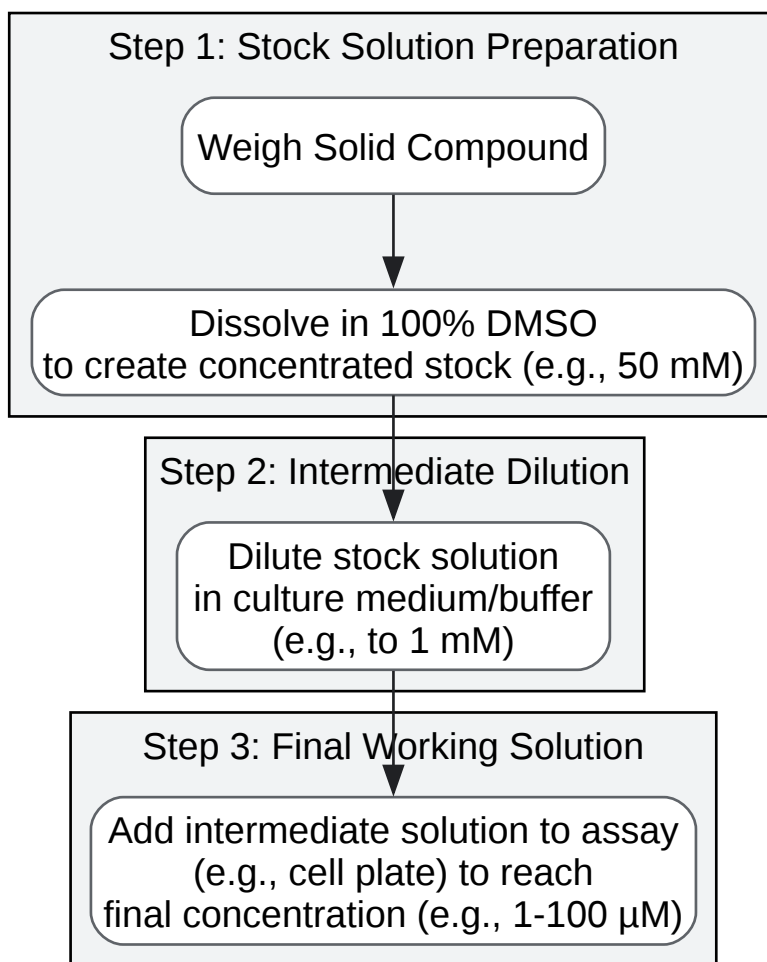 Step 1: Stock Solution Preparation
Weigh Solid Compound
Dissolve in 100% DMSO
to create concentrated stock (e.g., 50 mM)
Step 2: Intermediate Dilution
Dilute stock solution
in culture medium/buffer
(e.g., to 1 mM)
Step 3: Final Working Solution
Add intermediate solution to assay
(e.g., cell plate) to reach
final concentration (e.g., 1-100 µM)